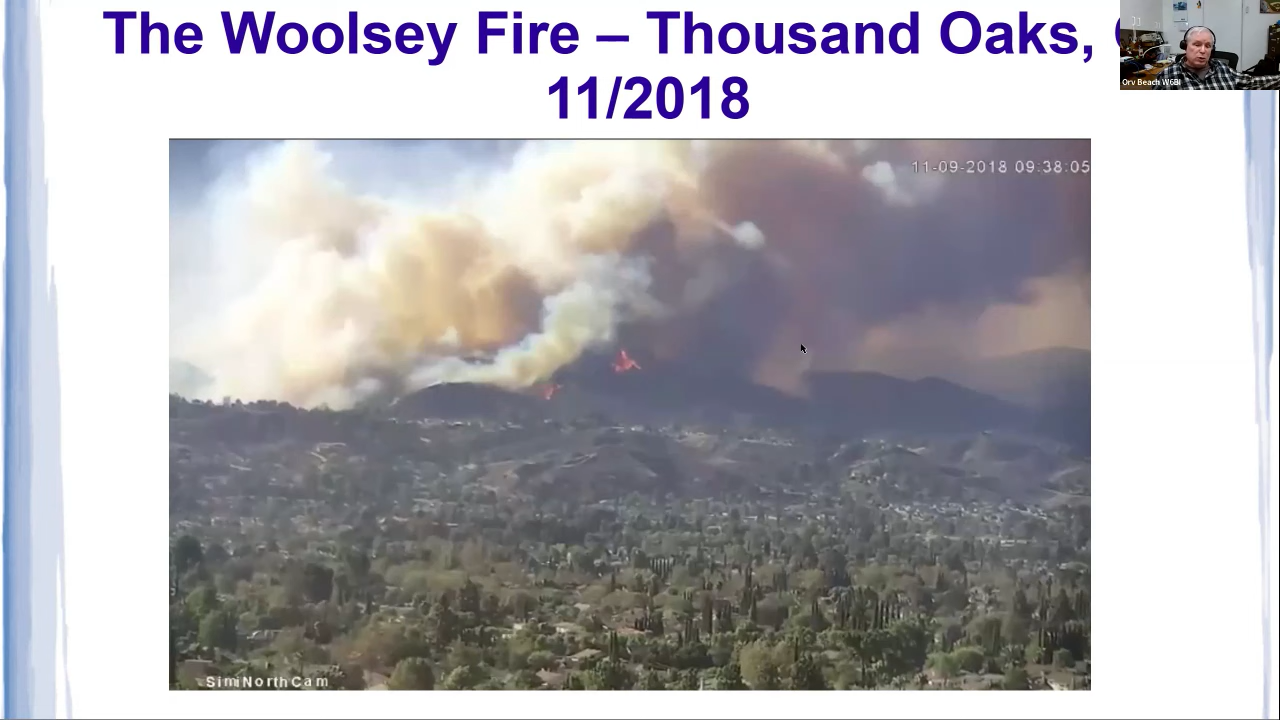 The Woolsey Fire – Thousand Oaks,
11/2018
Orv Beach W6BI
11-09-2018 09:38:05
SimiNorthCam